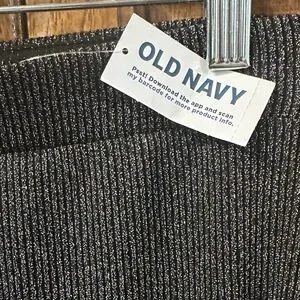 OLD NAVY
Psst! Download the app and scan
my barcode for more product info.